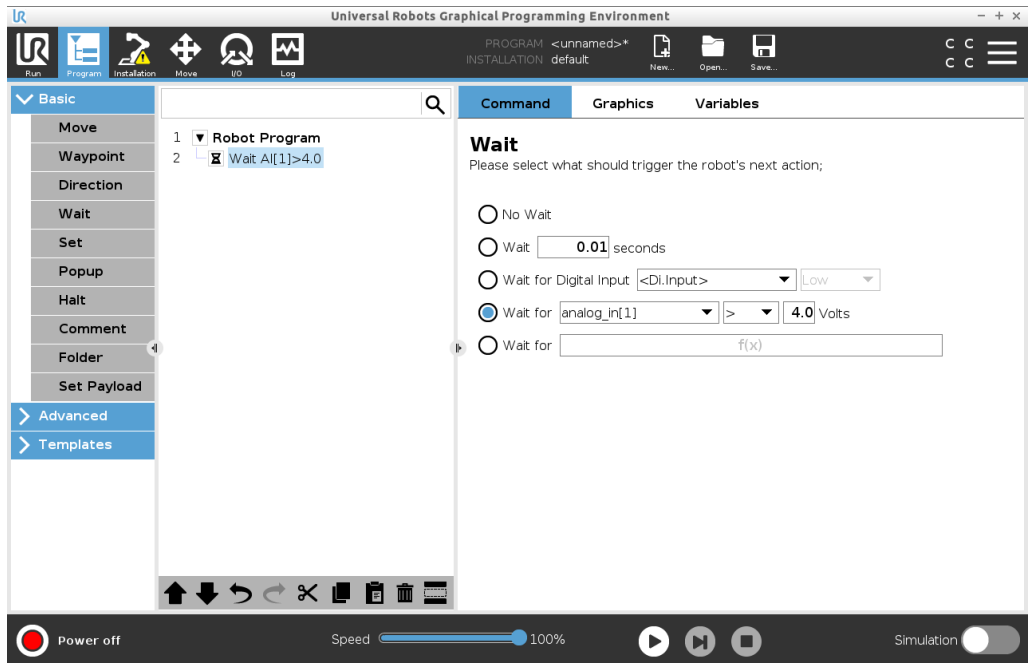 Universal Robots Graphical Programming Environment
PROGRAM <unnamed>*
INSTALLATION default
Run Program Installation Move I/O Log New... Open... Save...
C C
C C
Basic
Move
Waypoint
Direction
Wait
Set
Popup
Halt
Comment
Folder
Set Payload
Advanced
Templates
1 Robot Program
2 Wait AI[1]>4.0
Command Graphics Variables
Wait
Please select what should trigger the robot's next action;
No Wait
Wait 0.01 seconds
Wait for Digital Input <Di.Input> Low
Wait for analog_in[1] > 4.0 Volts
Wait for f(x)
Power off Speed 100% Simulation